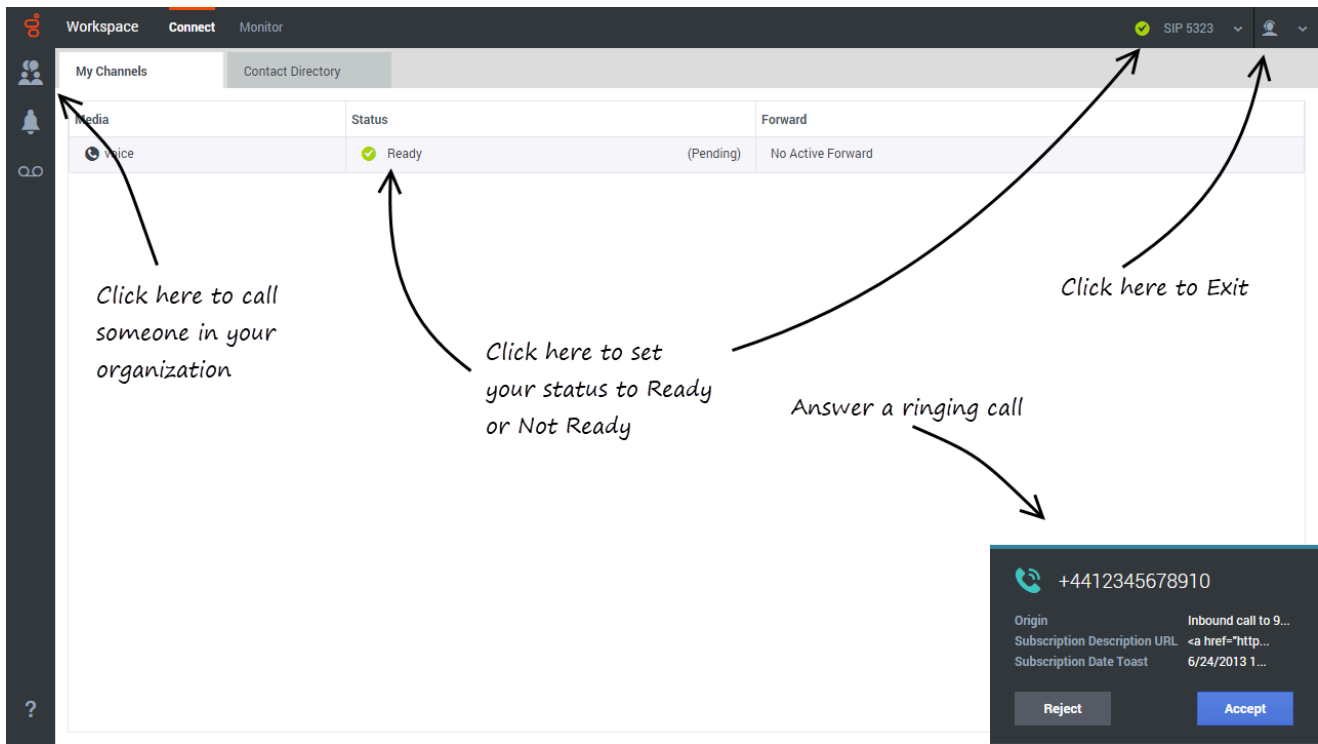 Workspace Connect Monitor SIP 5323
My Channels Contact Directory
Media Status Forward
voice Ready (Pending) No Active Forward
Click here to call
someone in your
organization
Click here to set
your status to Ready
or Not Ready
Click here to Exit
Answer a ringing call
+4412345678910
Origin Inbound call to 9...
Subscription Description URL <a href="http...
Subscription Date Toast 6/24/2013 1...
Reject Accept
?